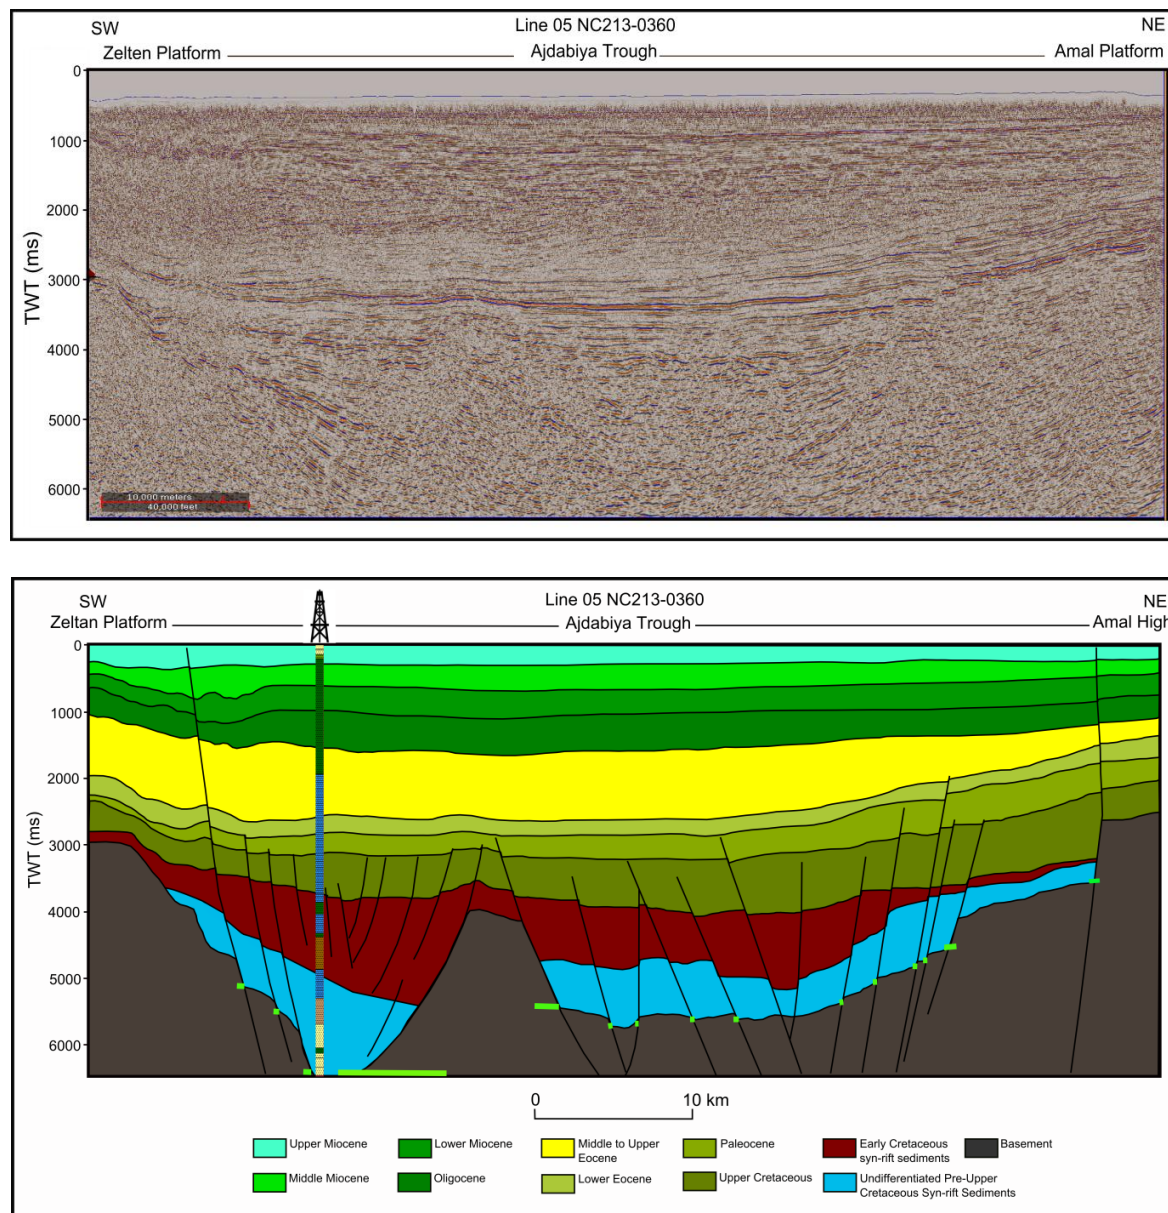 SW Line 05 NC213-0360 NE
Zelten Platform Ajdabiya Trough Amal Platform
0
1000
2000
3000
4000
5000
6000
TWT (ms)
10,000 meters
40,000 feet
SW Line 05 NC213-0360 NE
Zeltan Platform Ajdabiya Trough Amal High
0
1000
2000
3000
4000
5000
6000
TWT (ms)
0 10 km
Upper Miocene Lower Miocene Middle to Upper Eocene Paleocene Early Cretaceous syn-rift sediments Basement
Middle Miocene Oligocene Lower Eocene Upper Cretaceous Undifferentiated Pre-Upper Cretaceous Syn-rift Sediments